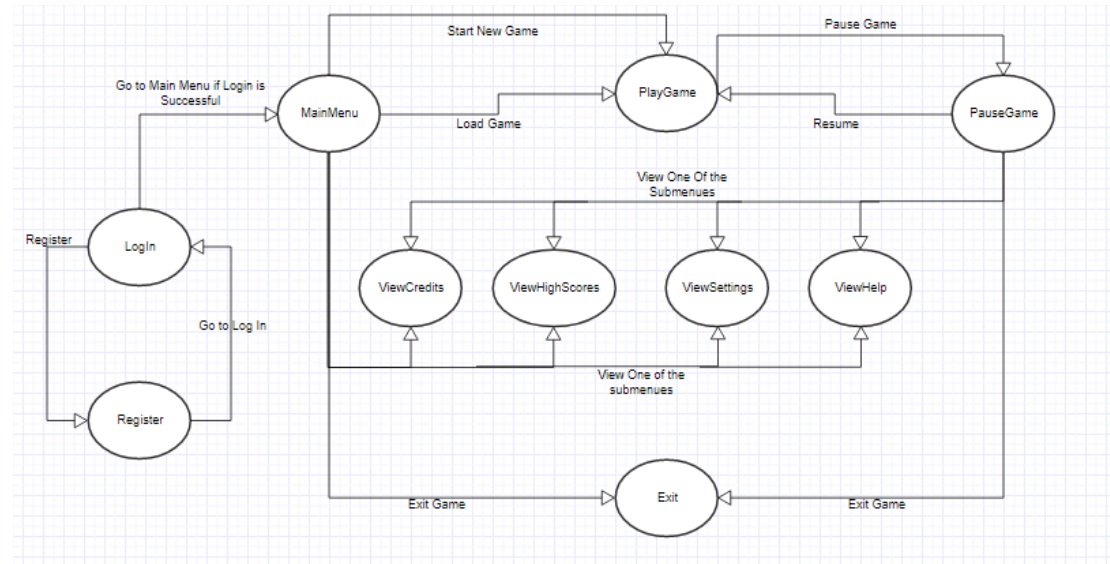 Pause Game
Start New Game
Go to Main Menu if Login is
Successful
MainMenu
PlayGame
PauseGame
Load Game
Resume
View One Of the
Submenues
Register
LogIn
ViewCredits
ViewHighScores
ViewSettings
ViewHelp
Go to Log In
View One of the
submenues
Register
Exit
Exit Game
Exit Game